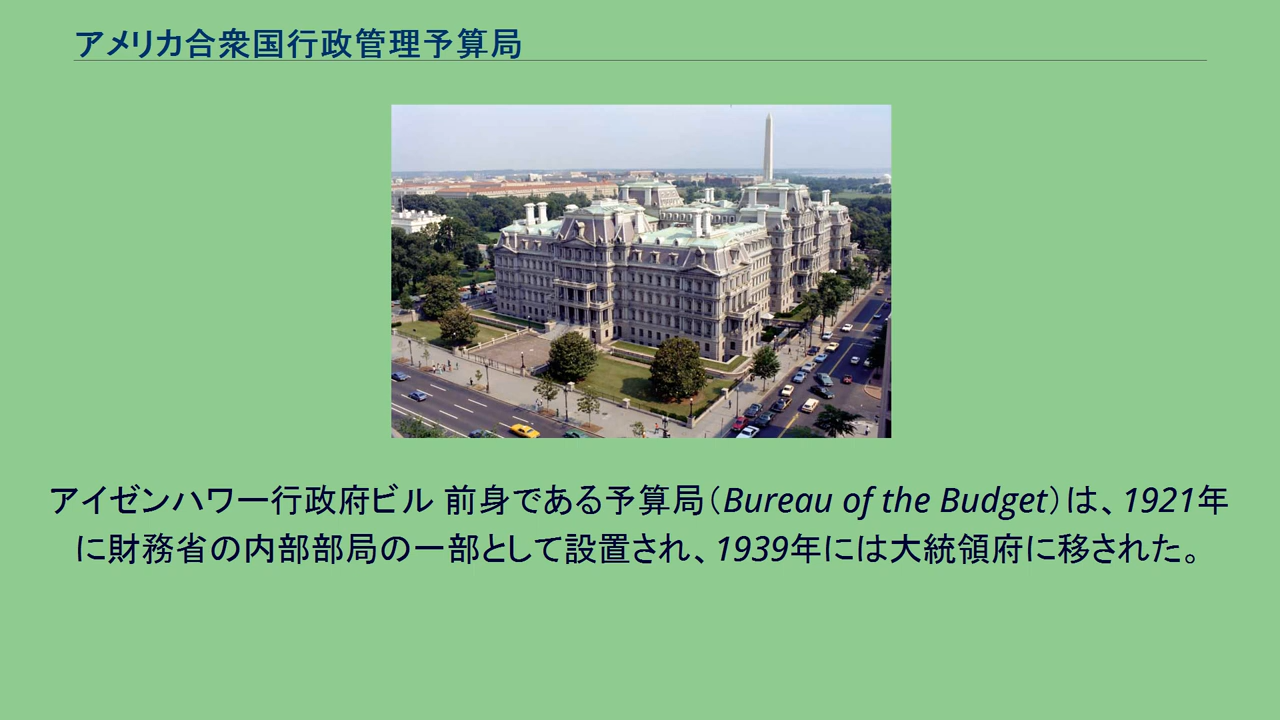 アメリカ合衆国行政管理予算局
アイゼンハワー行政府ビル 前身である予算局（Bureau of the Budget）は、1921年
に財務省の内部部局の一部として設置され、1939年には大統領府に移された。